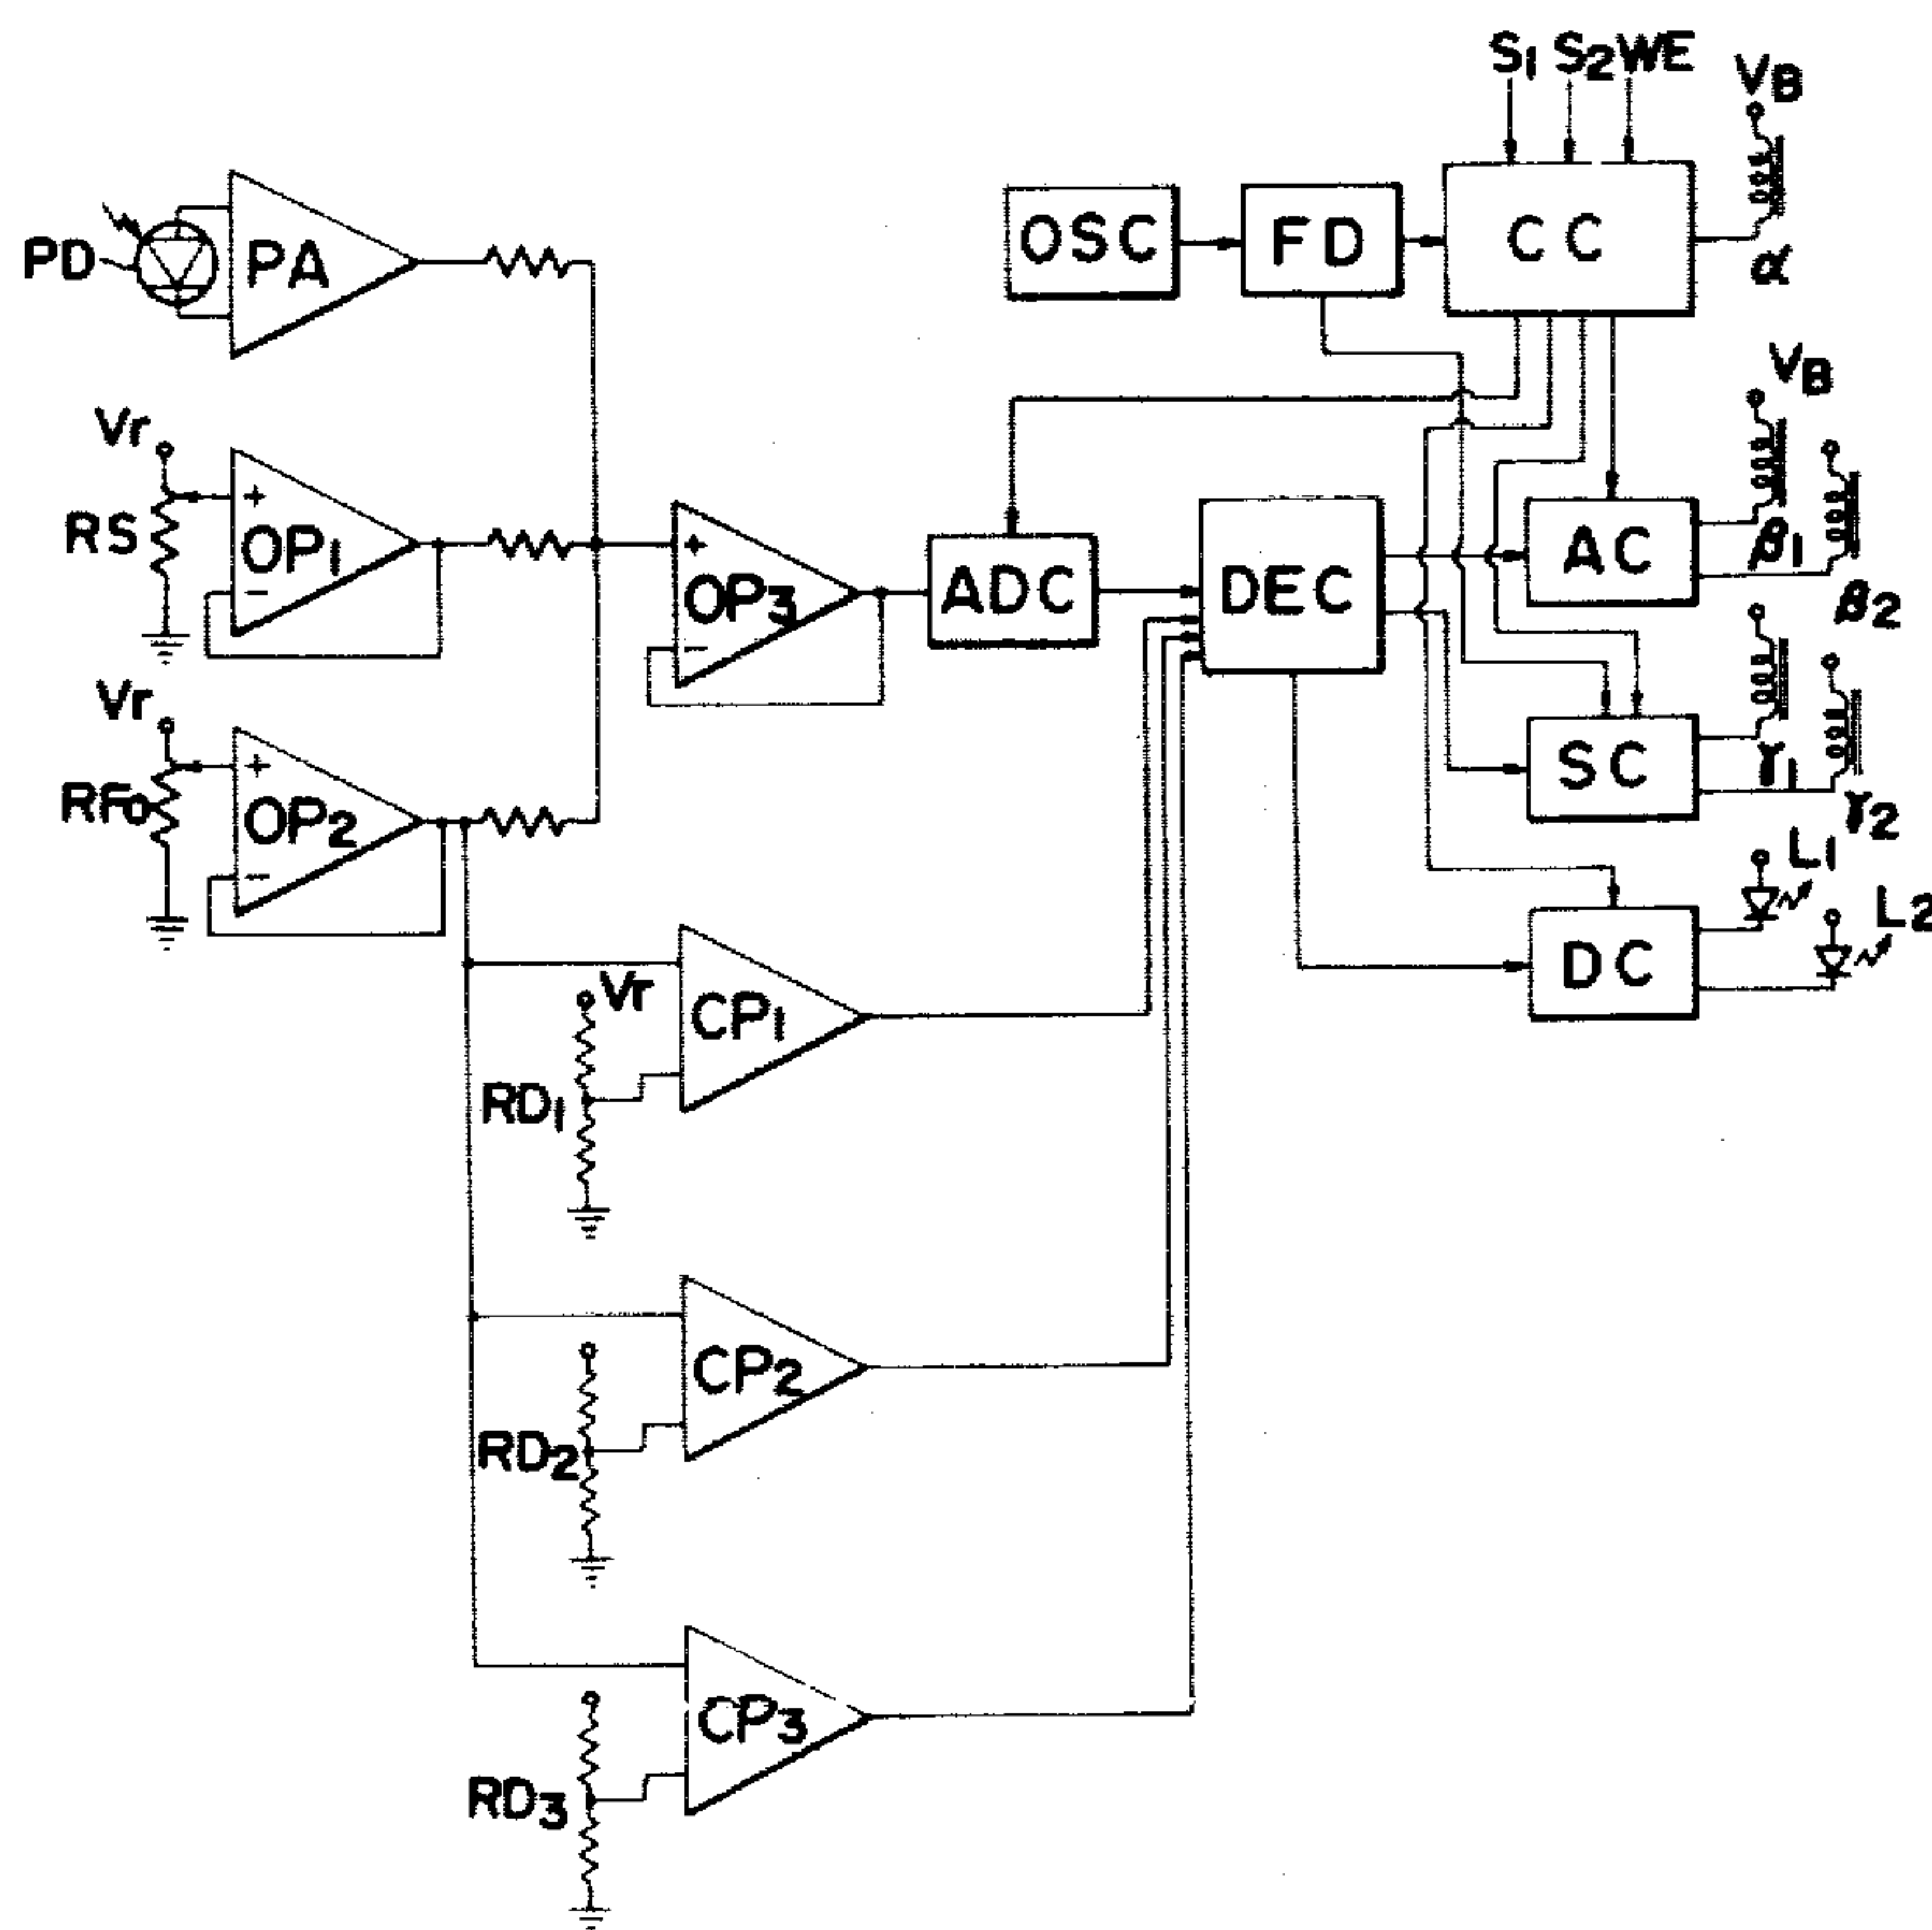 S1 S2 WE
VB
OSC
FD
CC
α
PD
PA
VB
Vr
RS
+
OP1
−
+
OP3
−
ADC
DEC
AC
β1
β2
Vr
RF0
+
OP2
−
SC
γ1
γ2
L1
L2
DC
Vr
CP1
RD1
CP2
RD2
CP3
RD3